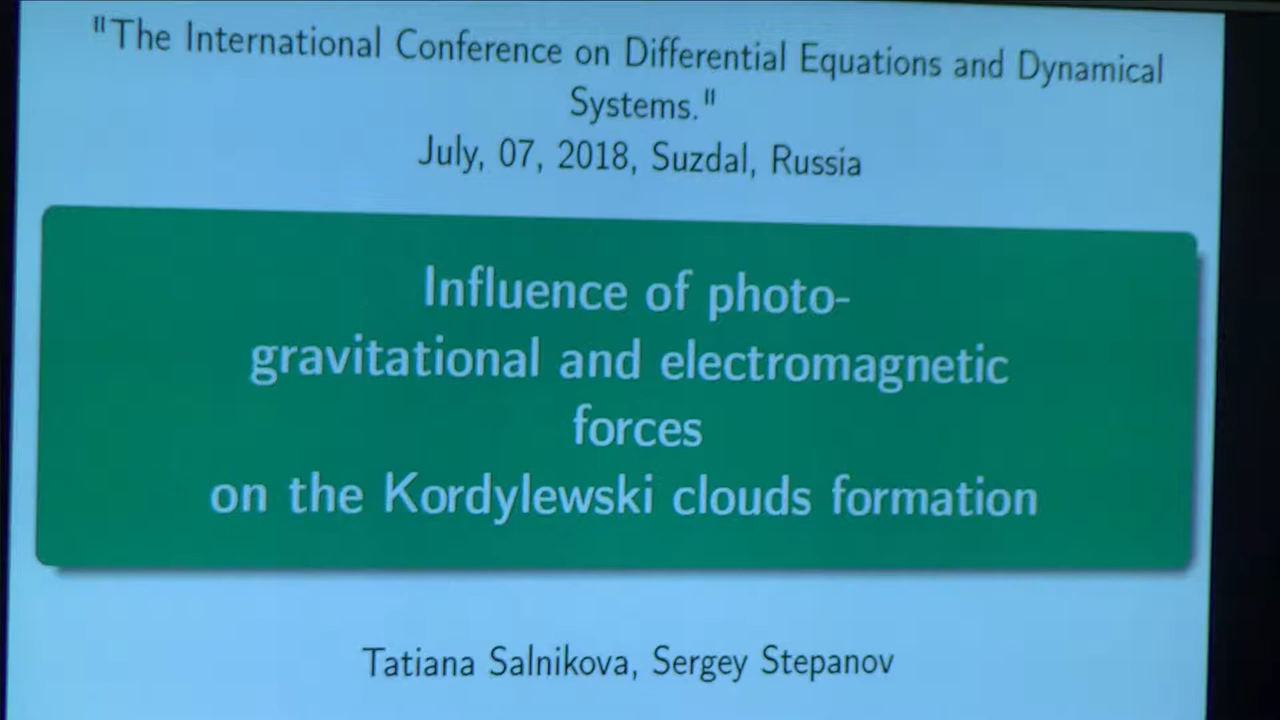 "The International Conference on Differential Equations and Dynamical
Systems."
July, 07, 2018, Suzdal, Russia
Influence of photo-
gravitational and electromagnetic
forces
on the Kordylewski clouds formation
Tatiana Salnikova, Sergey Stepanov